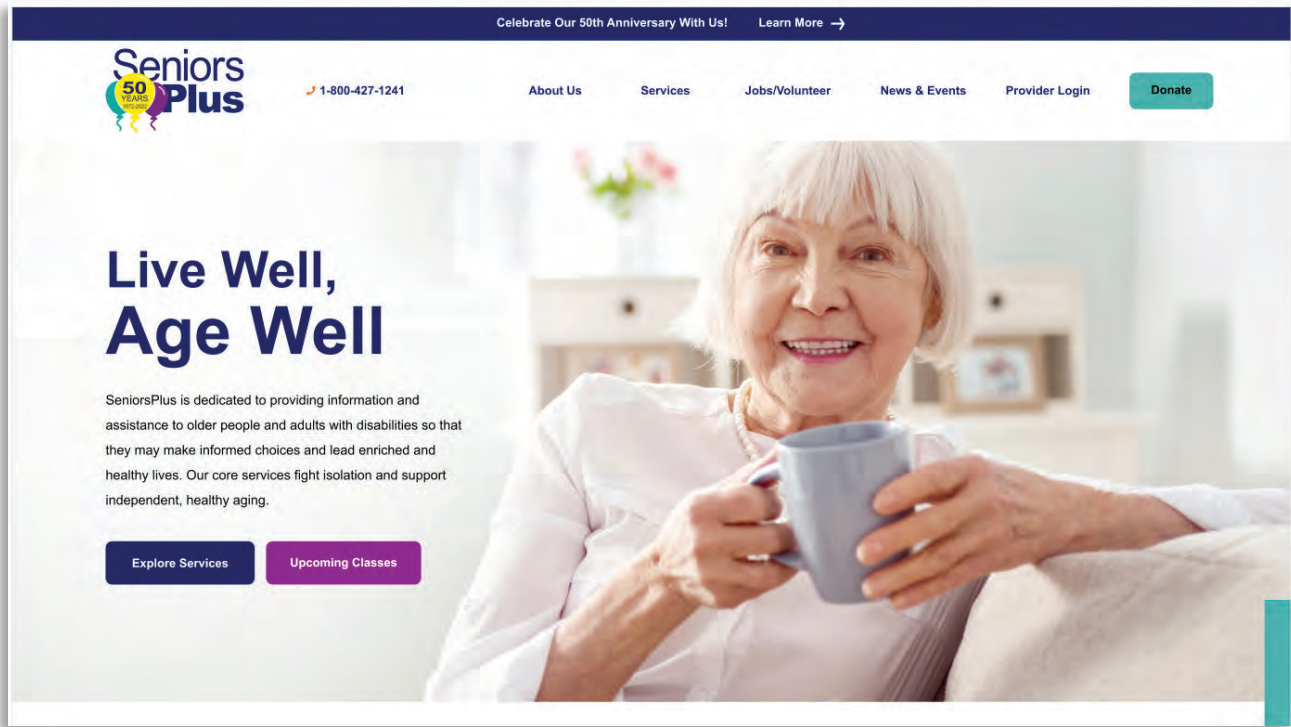 Celebrate Our 50th Anniversary With Us! Learn More
Seniors
50
YEARS
1972-2022
Plus
1-800-427-1241
About Us Services Jobs/Volunteer News & Events Provider Login Donate
Live Well,
Age Well
SeniorsPlus is dedicated to providing information and
assistance to older people and adults with disabilities so that
they may make informed choices and lead enriched and
healthy lives. Our core services fight isolation and support
independent, healthy aging.
Explore Services Upcoming Classes